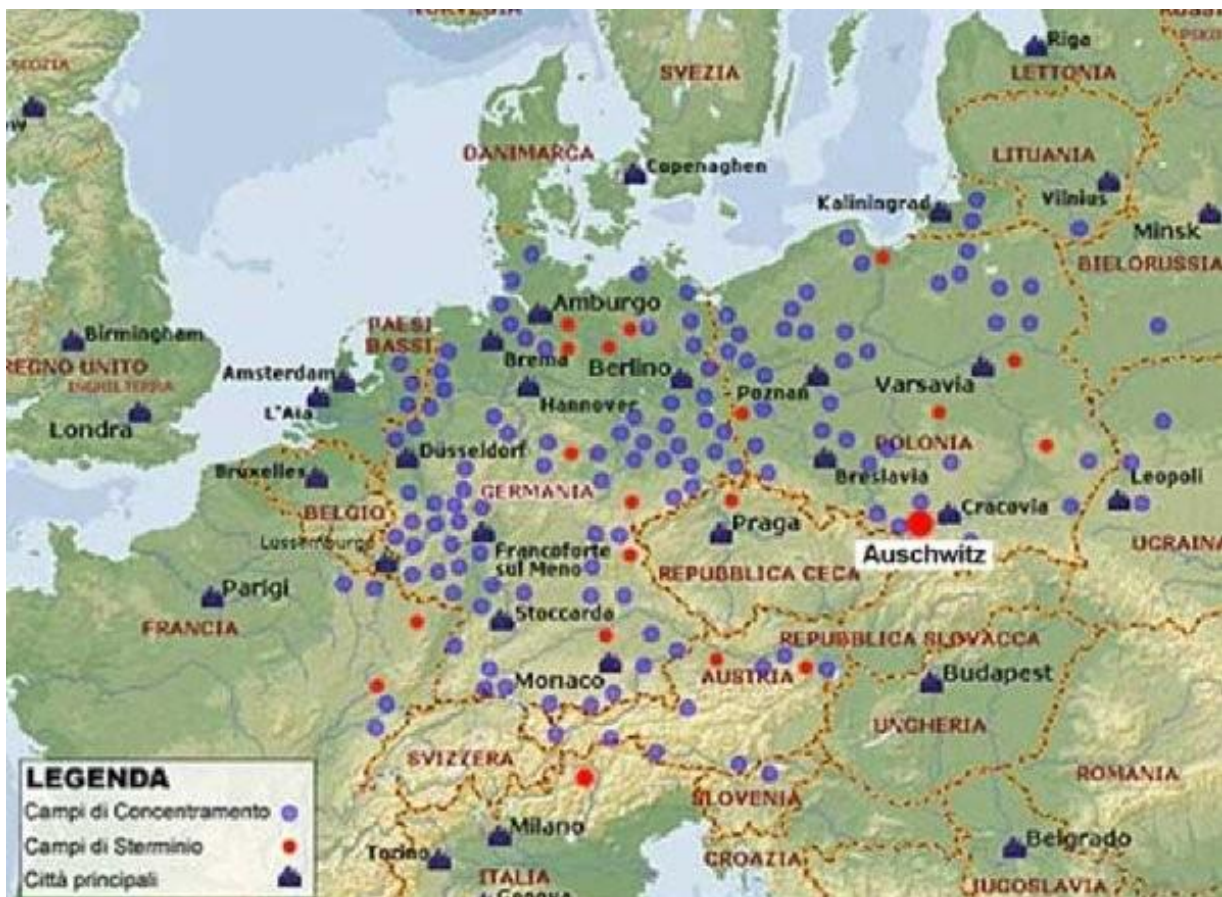 NORVEGIA
SCOZIA
SVEZIA
Riga
LETTONIA
DANIMARCA
Copenaghen
LITUANIA
Vilnius
Kaliningrad
Minsk
BIELORUSSIA
Birmingham
REGNO UNITO
INGHILTERRA
Londra
PAESI
BASSI
Amburgo
Brema
Berlino
Amsterdam
L'Aia
Hannover
Poznan
Varsavia
POLONIA
Düsseldorf
Bruxelles
GERMANIA
Breslavia
Leopoli
BELGIO
Lussemburgo
Francoforte
sul Meno
Praga
Cracovia
Auschwitz
UCRAINA
REPUBBLICA CECA
Parigi
FRANCIA
Stoccarda
REPUBBLICA SLOVACCA
Monaco
AUSTRIA
Budapest
UNGHERIA
SVIZZERA
ROMANIA
SLOVENIA
Milano
Torino
ITALIA
Genova
CROAZIA
Belgrado
JUGOSLAVIA
LEGENDA
Campi di Concentramento
Campi di Sterminio
Città principali